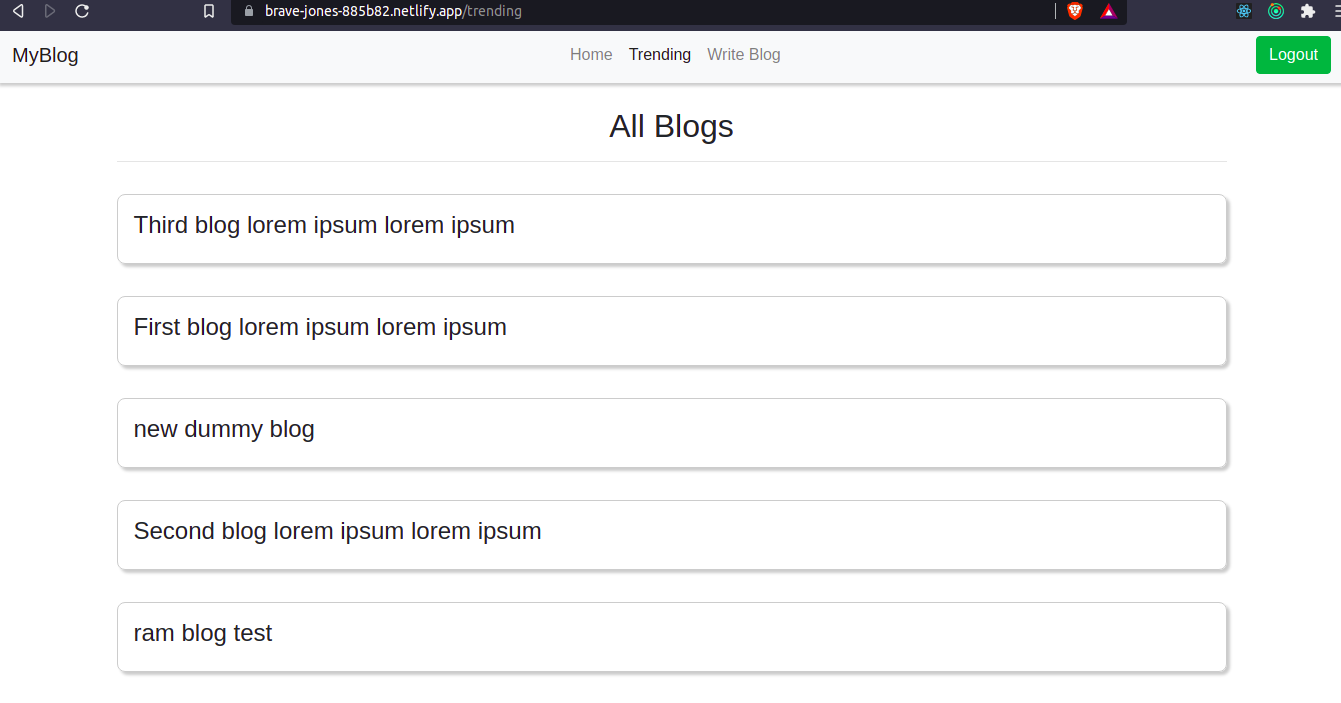 brave-jones-885b82.netlify.app/trending
MyBlog Home Trending Write Blog Logout
All Blogs
Third blog lorem ipsum lorem ipsum
First blog lorem ipsum lorem ipsum
new dummy blog
Second blog lorem ipsum lorem ipsum
ram blog test